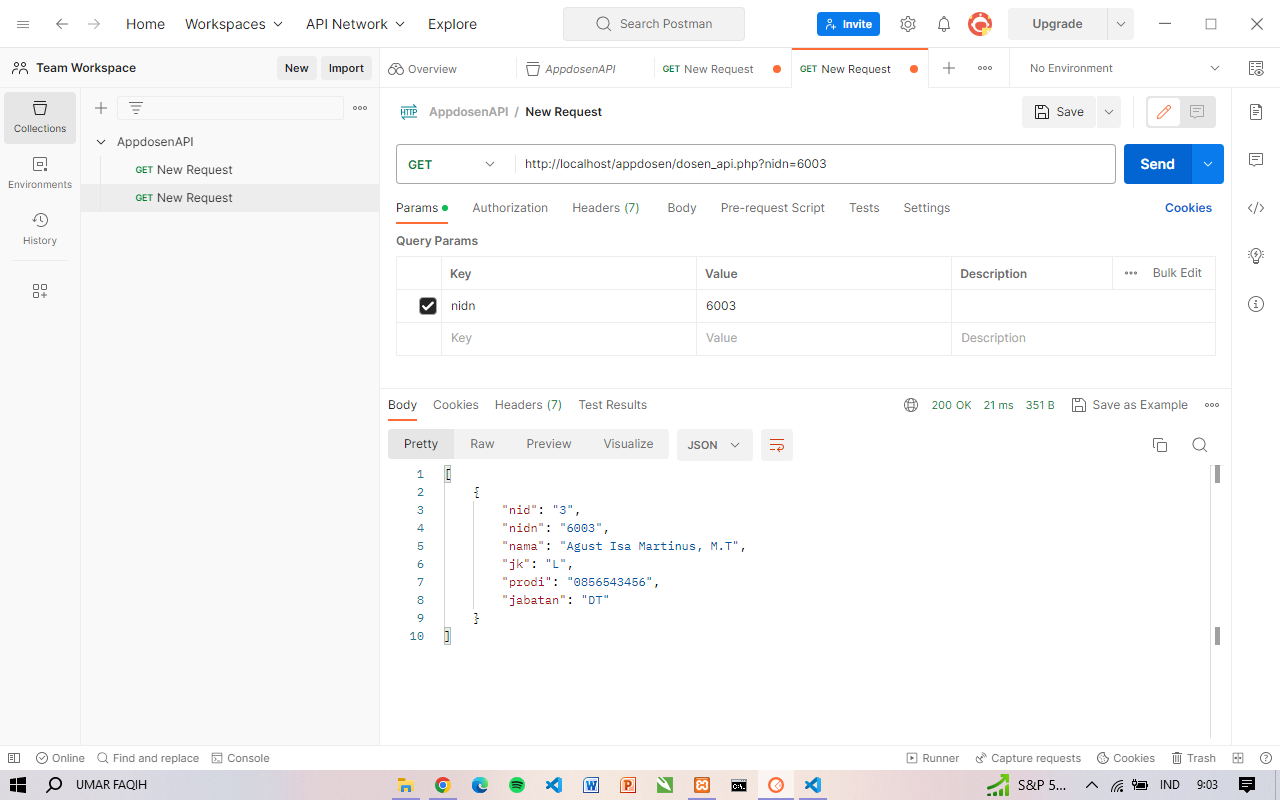 Home Workspaces API Network Explore Search Postman Invite Upgrade
Team Workspace New Import Overview AppdosenAPI GET New Request GET New Request No Environment
Collections
Environments
History
AppdosenAPI
GET New Request
GET New Request
HTTP AppdosenAPI / New Request Save
GET http://localhost/appdosen/dosen_api.php?nidn=6003 Send
Params Authorization Headers (7) Body Pre-request Script Tests Settings Cookies
Query Params
Key Value Description Bulk Edit
nidn 6003
Key Value Description
Body Cookies Headers (7) Test Results 200 OK 21 ms 351 B Save as Example
Pretty Raw Preview Visualize JSON
1 [
2 {
3 "nid": "3",
4 "nidn": "6003",
5 "nama": "Agust Isa Martinus, M.T",
6 "jk": "L",
7 "prodi": "0856543456",
8 "jabatan": "DT"
9 }
10 ]
Online Find and replace Console Runner Capture requests Cookies Trash
UMAR FAQIH S&P 5... IND 9:03